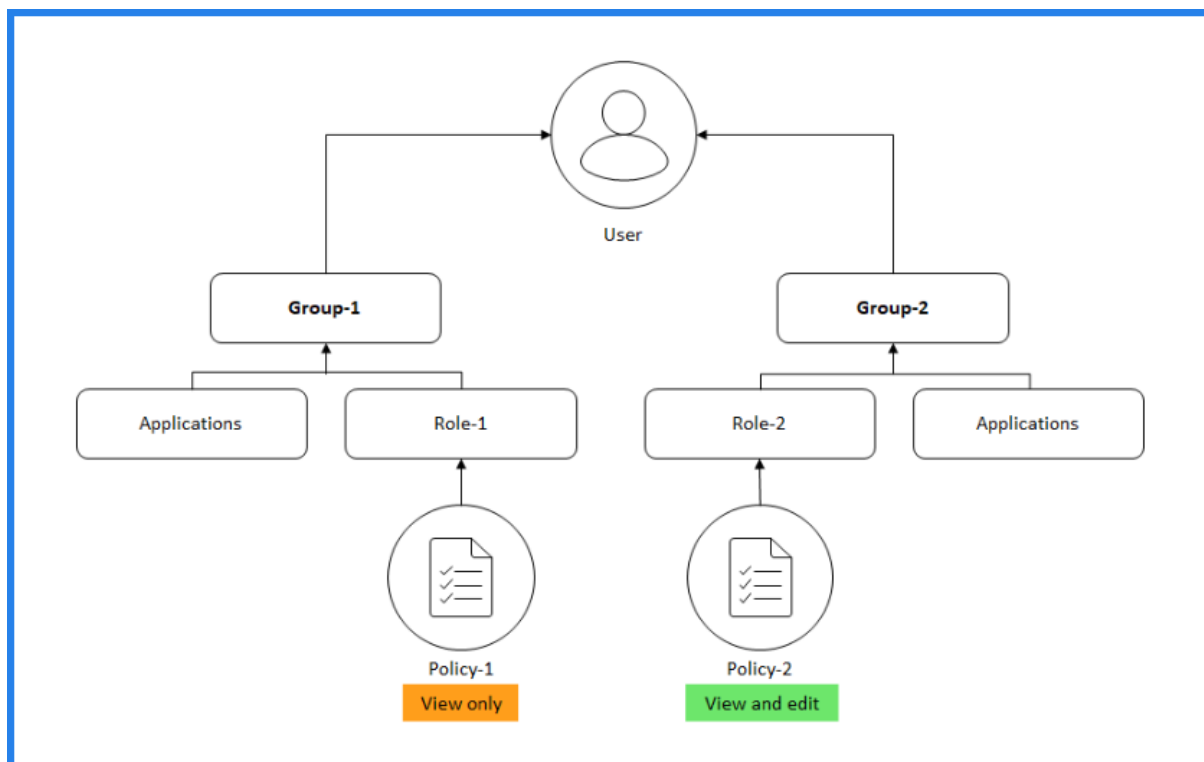 User
Group-1
Group-2
Applications
Role-1
Role-2
Applications
Policy-1
Policy-2
View only
View and edit